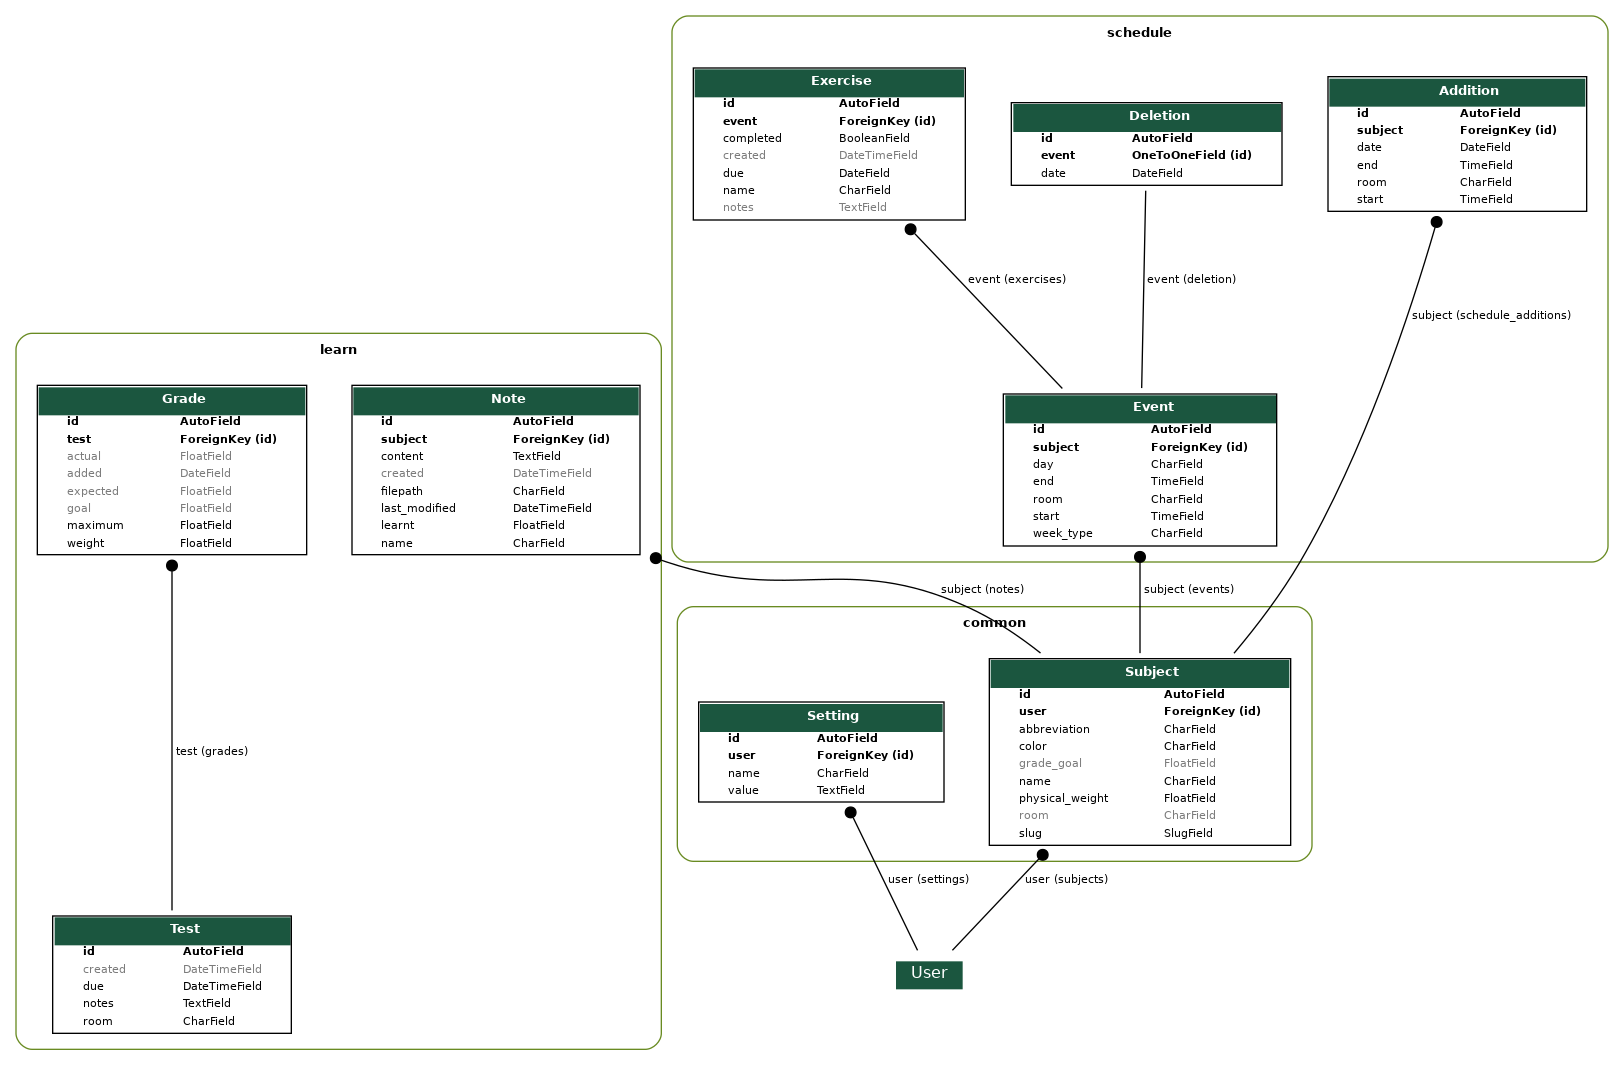 schedule
Exercise
id AutoField
event ForeignKey (id)
completed BooleanField
created DateTimeField
due DateField
name CharField
notes TextField
Deletion
id AutoField
event OneToOneField (id)
date DateField
Addition
id AutoField
subject ForeignKey (id)
date DateField
end TimeField
room CharField
start TimeField
event (exercises)
event (deletion)
subject (schedule_additions)
learn
Grade
id AutoField
test ForeignKey (id)
actual FloatField
added DateField
expected FloatField
goal FloatField
maximum FloatField
weight FloatField
Note
id AutoField
subject ForeignKey (id)
content TextField
created DateTimeField
filepath CharField
last_modified DateTimeField
learnt FloatField
name CharField
Event
id AutoField
subject ForeignKey (id)
day CharField
end TimeField
room CharField
start TimeField
week_type CharField
subject (notes)
subject (events)
common
Setting
id AutoField
user ForeignKey (id)
name CharField
value TextField
Subject
id AutoField
user ForeignKey (id)
abbreviation CharField
color CharField
grade_goal FloatField
name CharField
physical_weight FloatField
room CharField
slug SlugField
test (grades)
user (settings)
user (subjects)
Test
id AutoField
created DateTimeField
due DateTimeField
notes TextField
room CharField
User